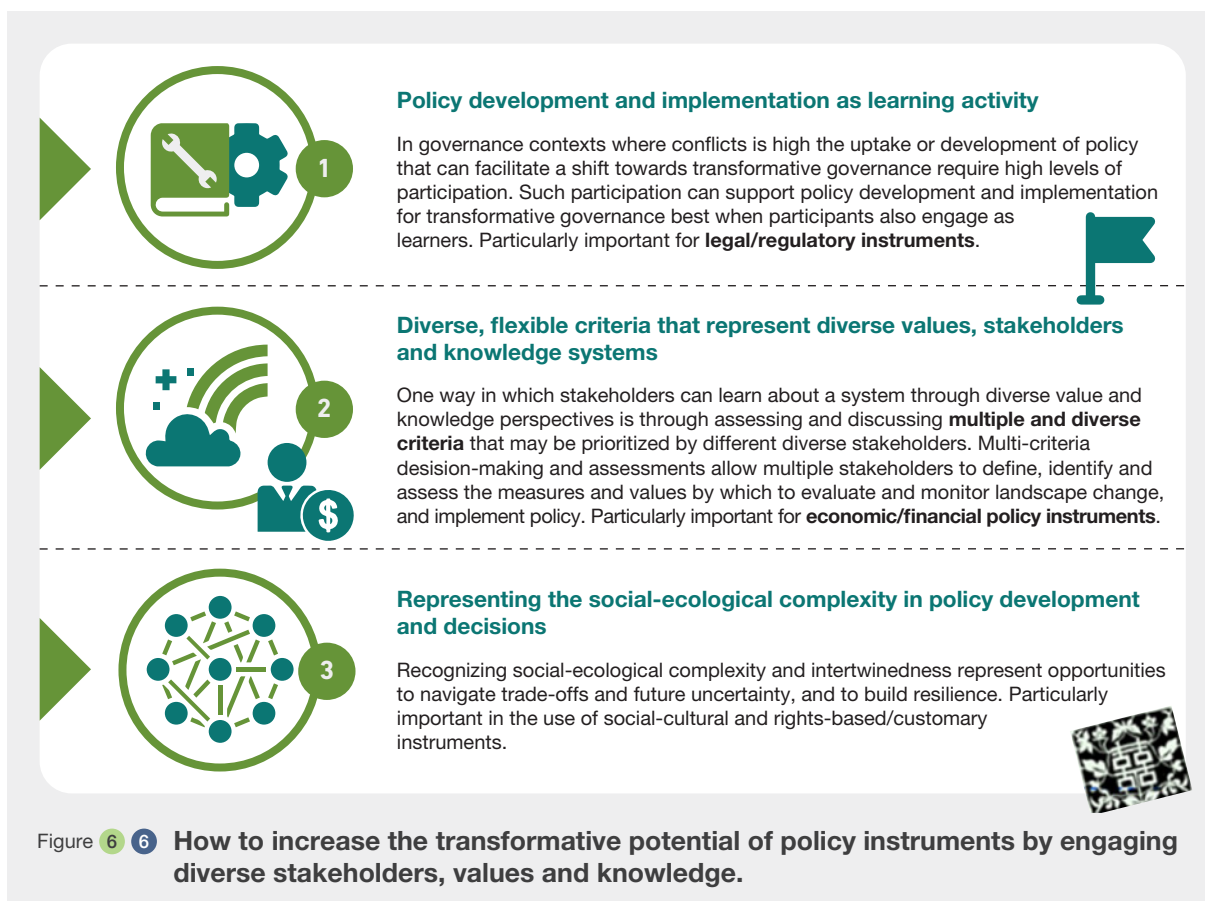 Policy development and implementation as learning activity
In governance contexts where conflicts is high the uptake or development of policy
that can facilitate a shift towards transformative governance require high levels of
participation. Such participation can support policy development and implementation
for transformative governance best when participants also engage as
learners. Particularly important for legal/regulatory instruments.
1
Diverse, flexible criteria that represent diverse values, stakeholders
and knowledge systems
One way in which stakeholders can learn about a system through diverse value and
knowledge perspectives is through assessing and discussing multiple and diverse
criteria that may be prioritized by different diverse stakeholders. Multi-criteria
desision-making and assessments allow multiple stakeholders to define, identify and
assess the measures and values by which to evaluate and monitor landscape change,
and implement policy. Particularly important for economic/financial policy instruments.
2
$
Representing the social-ecological complexity in policy development
and decisions
Recognizing social-ecological complexity and intertwinedness represent opportunities
to navigate trade-offs and future uncertainty, and to build resilience. Particularly
important in the use of social-cultural and rights-based/customary
instruments.
3
囍
Figure 6 6 How to increase the transformative potential of policy instruments by engaging
diverse stakeholders, values and knowledge.